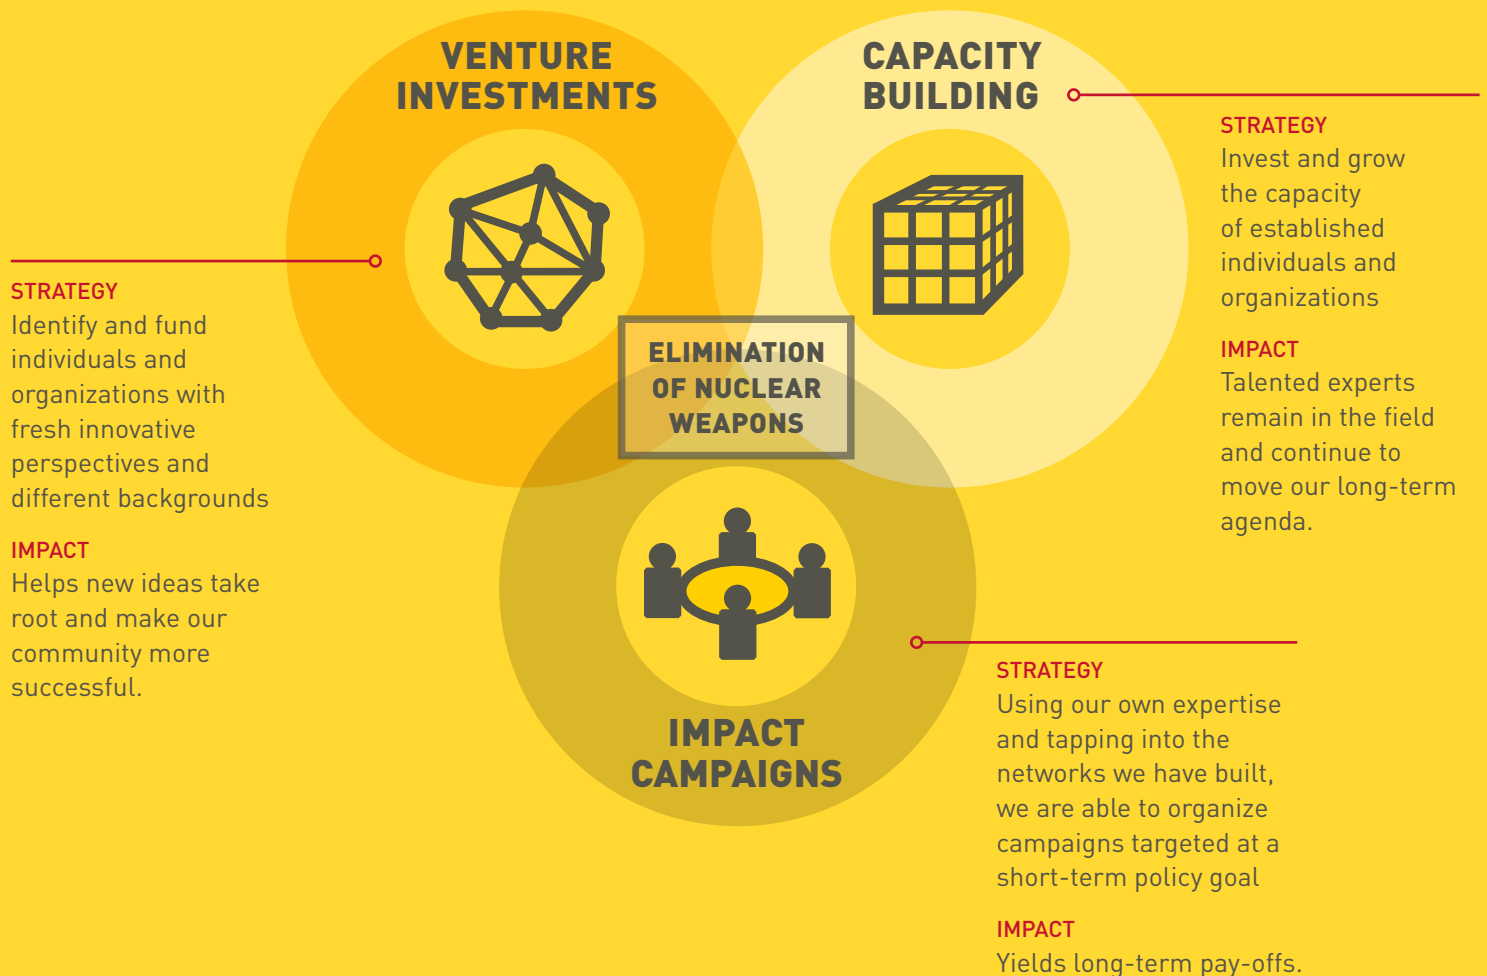 VENTURE
INVESTMENTS
STRATEGY
Identify and fund
individuals and
organizations with
fresh innovative
perspectives and
different backgrounds
IMPACT
Helps new ideas take
root and make our
community more
successful.
CAPACITY
BUILDING
STRATEGY
Invest and grow
the capacity
of established
individuals and
organizations
IMPACT
Talented experts
remain in the field
and continue to
move our long-term
agenda.
ELIMINATION
OF NUCLEAR
WEAPONS
IMPACT
CAMPAIGNS
STRATEGY
Using our own expertise
and tapping into the
networks we have built,
we are able to organize
campaigns targeted at a
short-term policy goal
IMPACT
Yields long-term pay-offs.